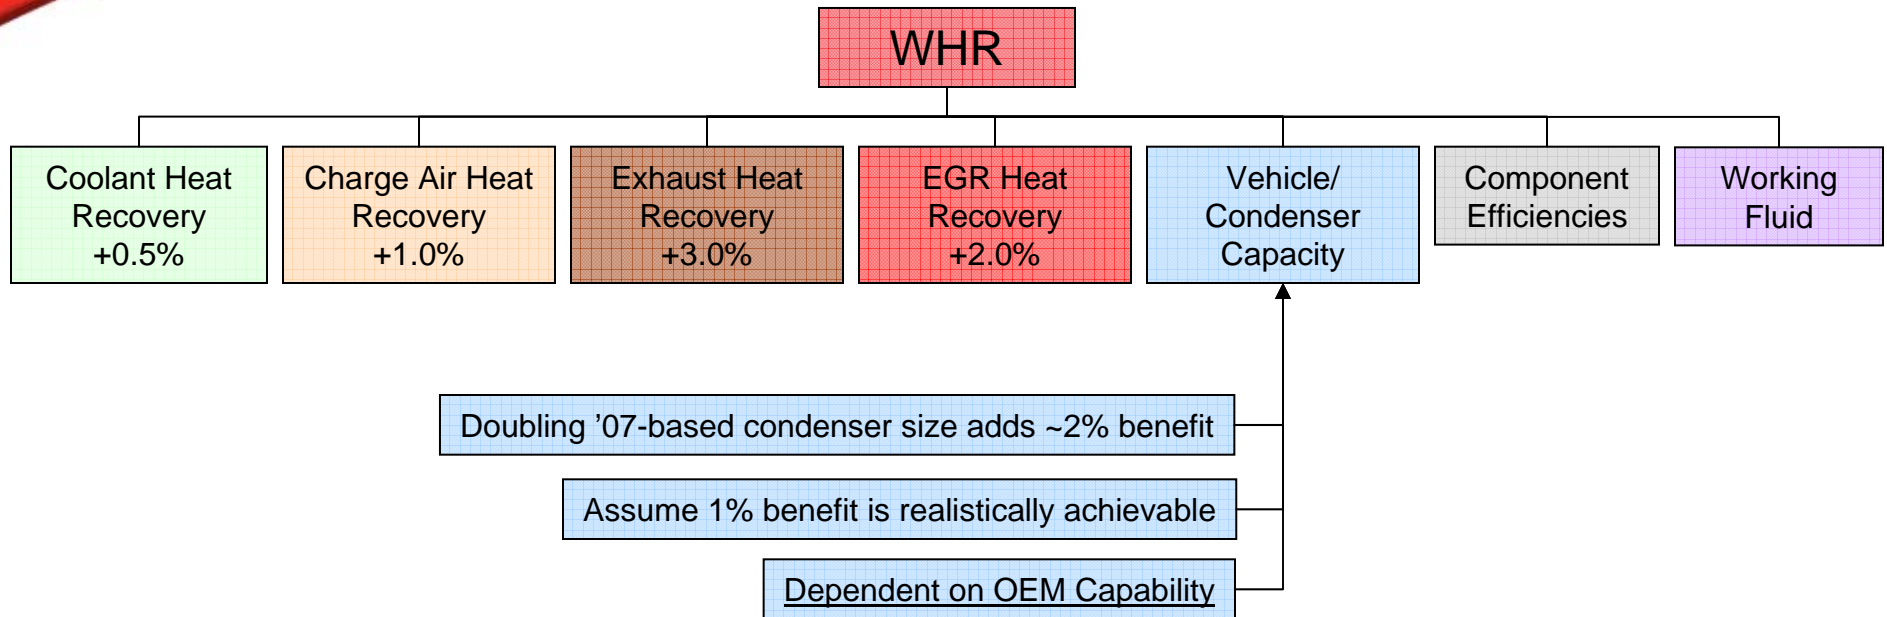 WHR
Coolant Heat
Recovery
+0.5%
Charge Air Heat
Recovery
+1.0%
Exhaust Heat
Recovery
+3.0%
EGR Heat
Recovery
+2.0%
Vehicle/
Condenser
Capacity
Component
Efficiencies
Working
Fluid
Doubling ’07-based condenser size adds ~2% benefit
Assume 1% benefit is realistically achievable
Dependent on OEM Capability